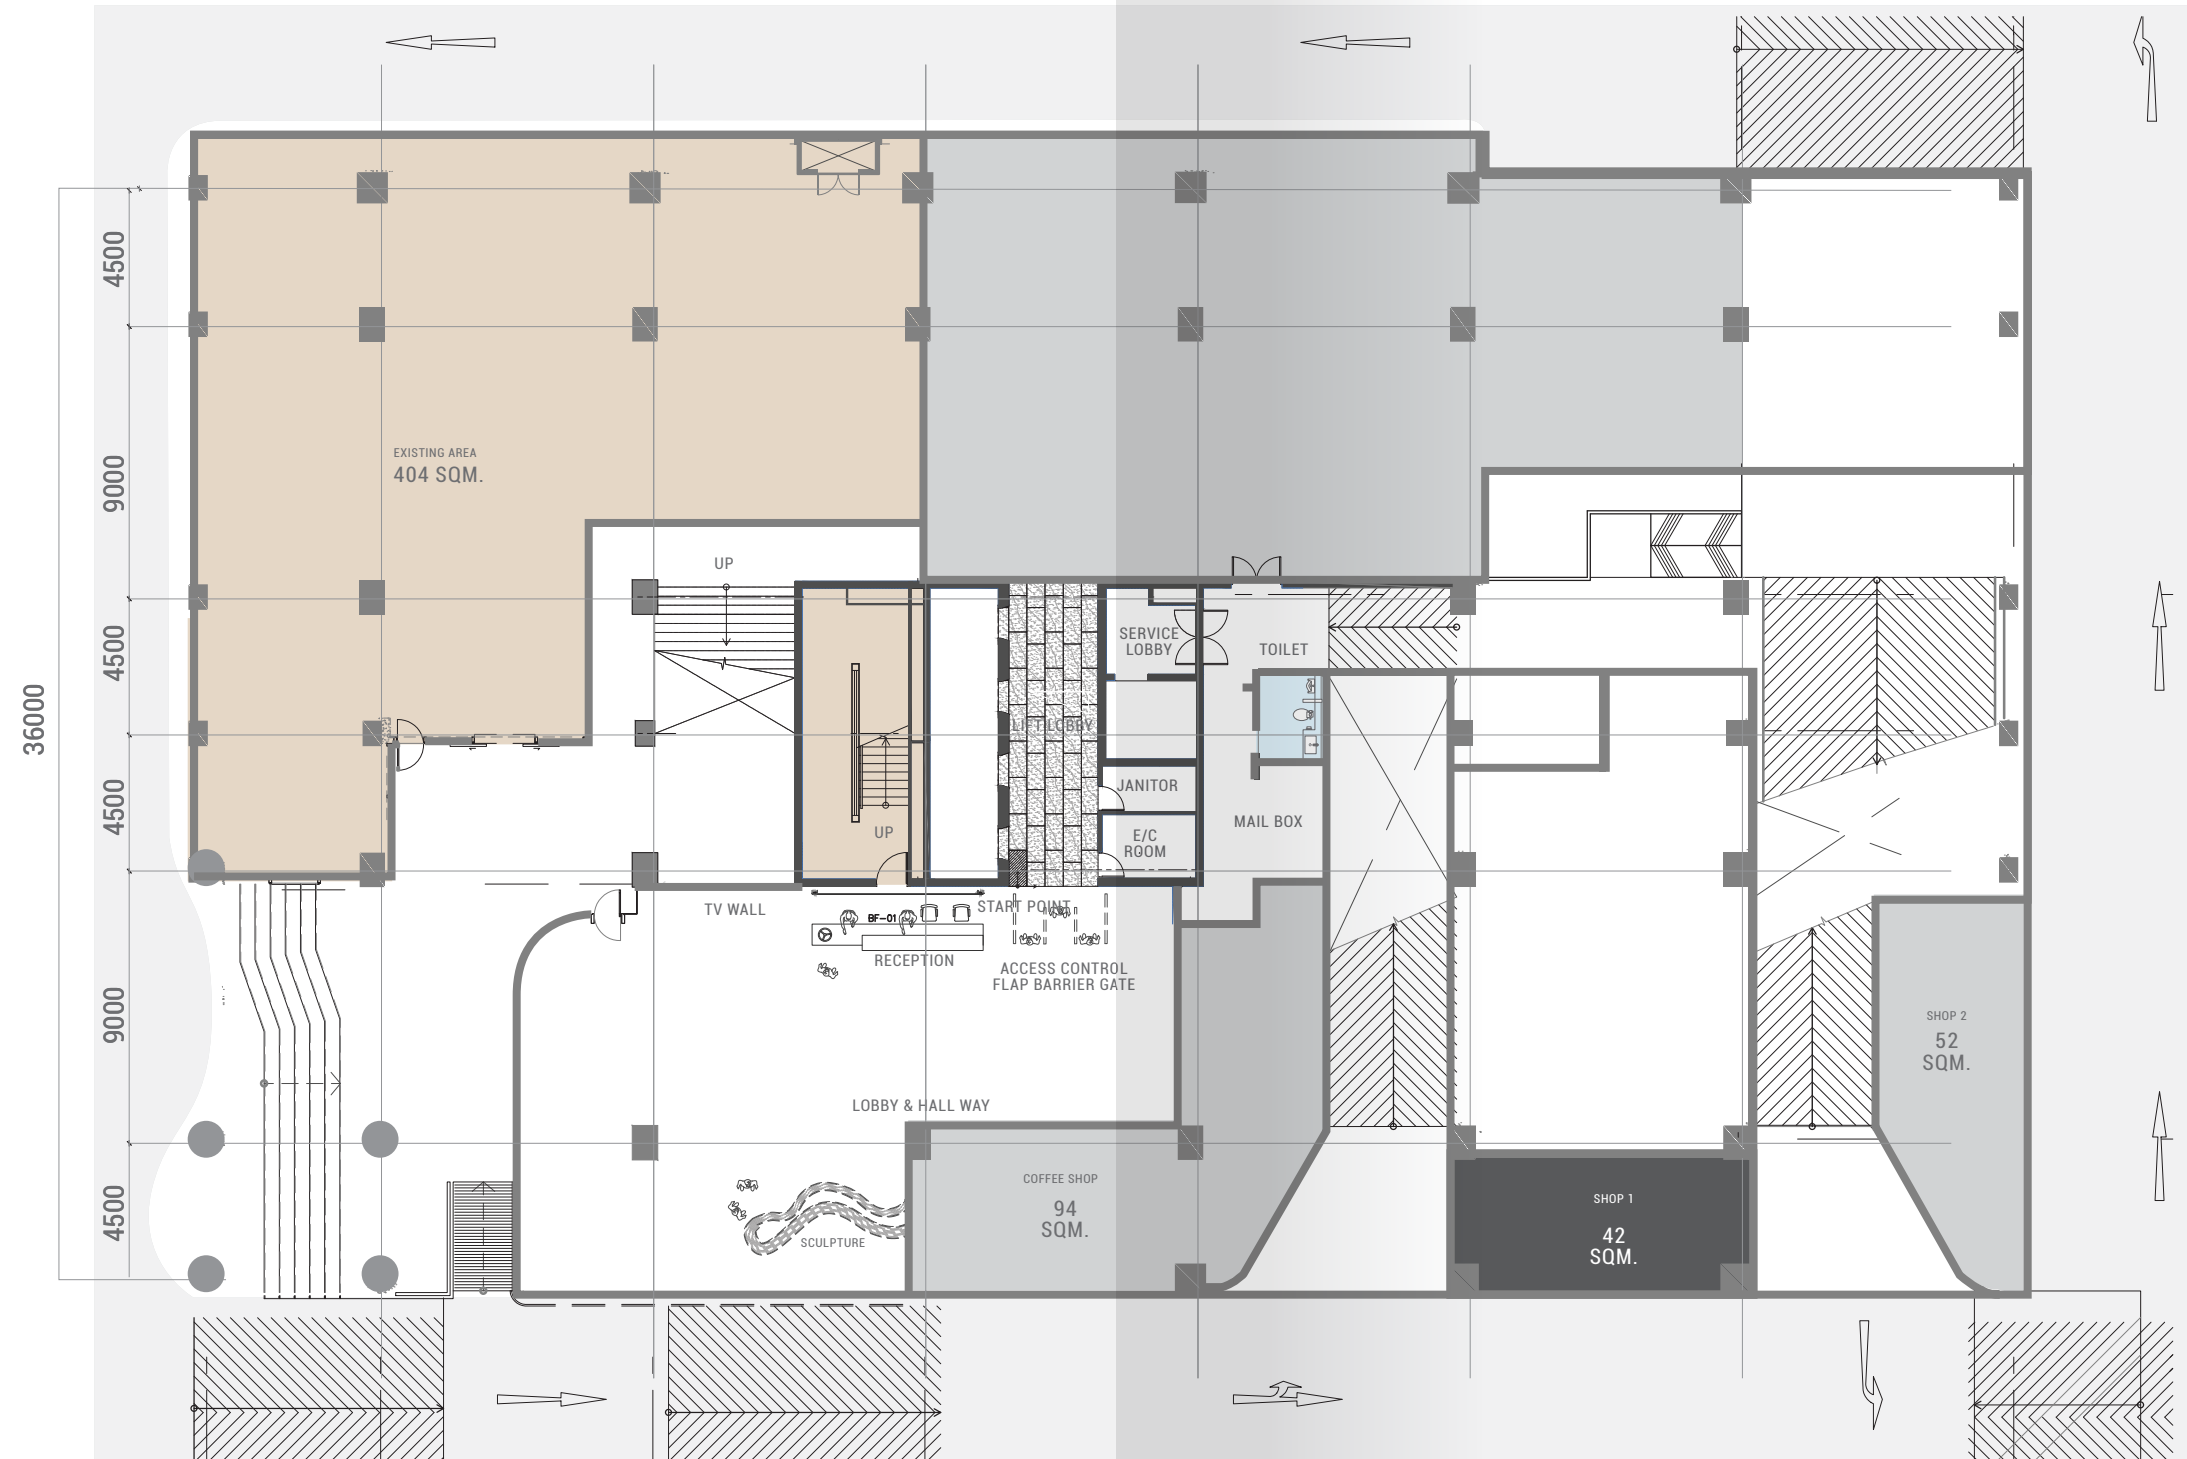 4500
9000
4500
36000
4500
9000
4500
EXISTING AREA
404 SQM.
UP
SERVICE
LOBBY
TOILET
LIFT LOBBY
JANITOR
UP
E/C
ROOM
MAIL BOX
TV WALL
BF-01
START POINT
RECEPTION
ACCESS CONTROL
FLAP BARRIER GATE
LOBBY & HALL WAY
SHOP 2
52
SQM.
COFFEE SHOP
94
SQM.
SHOP 1
42
SQM.
SCULPTURE